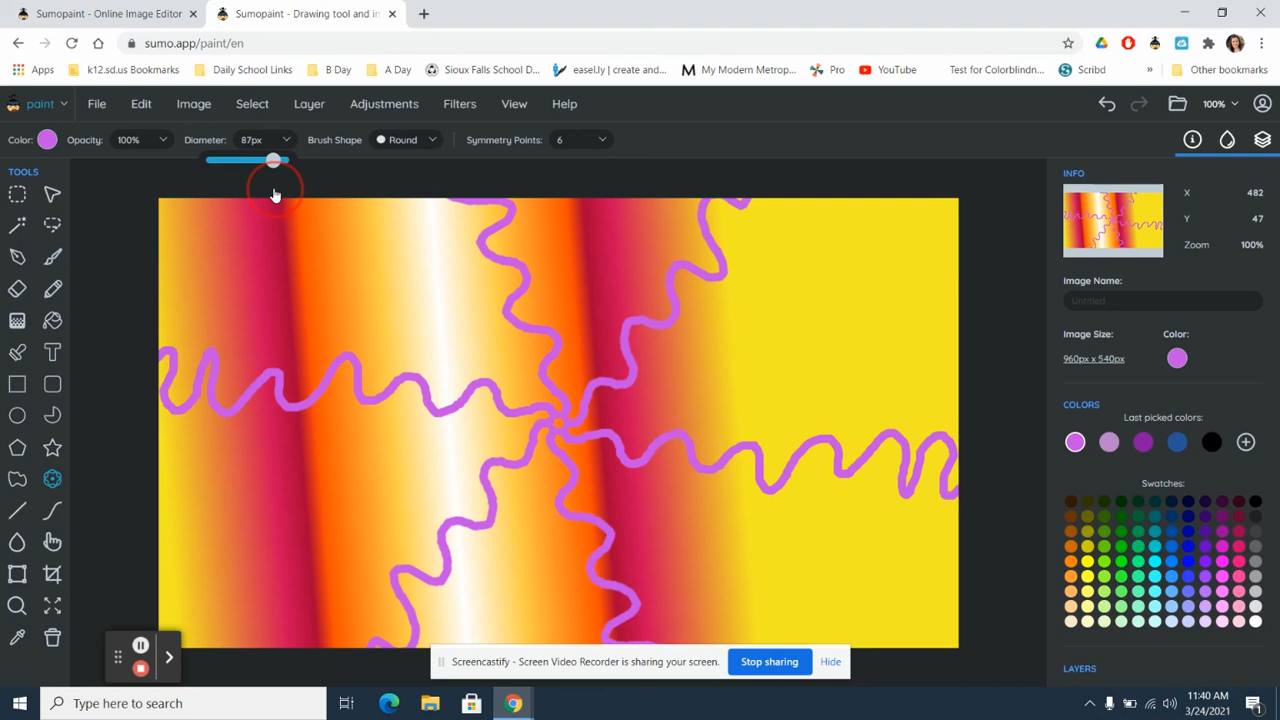 Sumopaint - Online Image Editor
Sumopaint - Drawing tool and in
sumo.app/paint/en
Apps k12.sd.us Bookmarks Daily School Links B Day A Day Sioux Falls School D... easel.ly | create and... My Modern Metrop... Pro YouTube Test for Colorblindn... Scribd » Other bookmarks
paint File Edit Image Select Layer Adjustments Filters View Help 100%
Color: Opacity: 100% Diameter: 87px Brush Shape Round Symmetry Points: 6
TOOLS
INFO
X 482
Y 47
Zoom 100%
Image Name:
Untitled
Image Size: Color:
960px x 540px
COLORS
Last picked colors:
Swatches:
LAYERS
Screencastify - Screen Video Recorder is sharing your screen. Stop sharing Hide
Type here to search
11:40 AM
3/24/2021
1